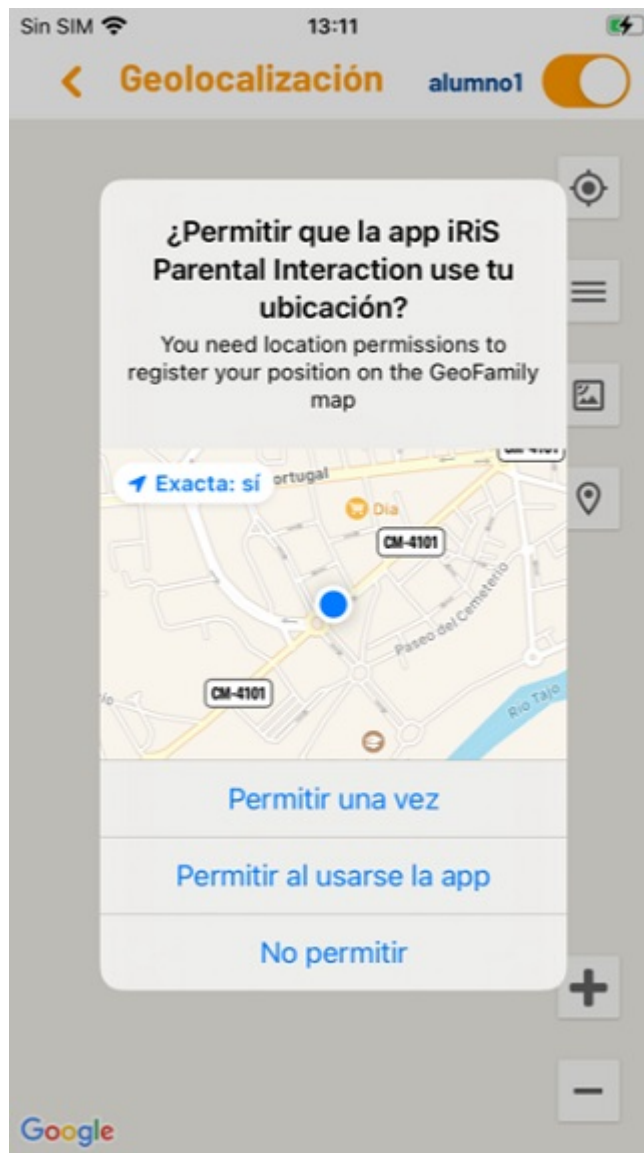 Sin SIM 13:11
Geolocalización alumno1
¿Permitir que la app iRiS
Parental Interaction use tu
ubicación?
You need location permissions to
register your position on the GeoFamily
map
CM-4101
Exacta: sí
ortugal
Dia
CM-4101
Paseo del Cementerio
CM-4101
Río Tajo
Permitir una vez
Permitir al usarse la app
No permitir
Google